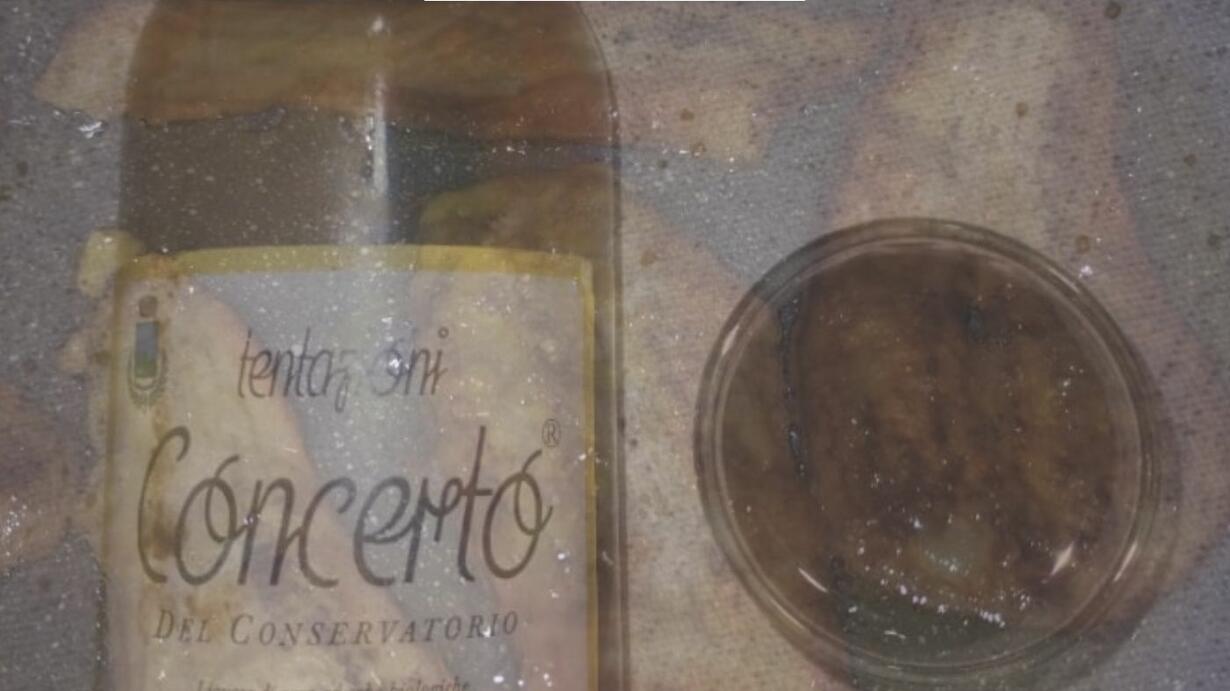 tentazioni
Concerto®
DEL CONSERVATORIO